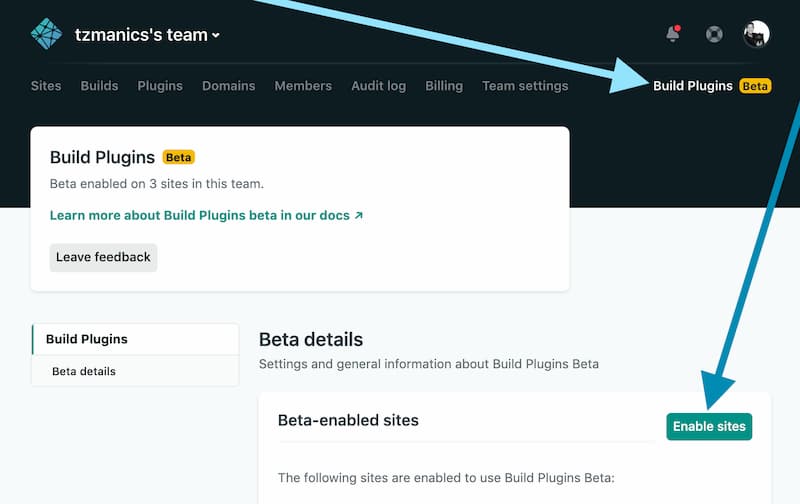 tzmanics's team
Sites Builds Plugins Domains Members Audit log Billing Team settings Build Plugins Beta
Build Plugins Beta
Beta enabled on 3 sites in this team.
Learn more about Build Plugins beta in our docs ↗
Leave feedback
Build Plugins
Beta details
Beta details
Settings and general information about Build Plugins Beta
Beta-enabled sites
Enable sites
The following sites are enabled to use Build Plugins Beta: